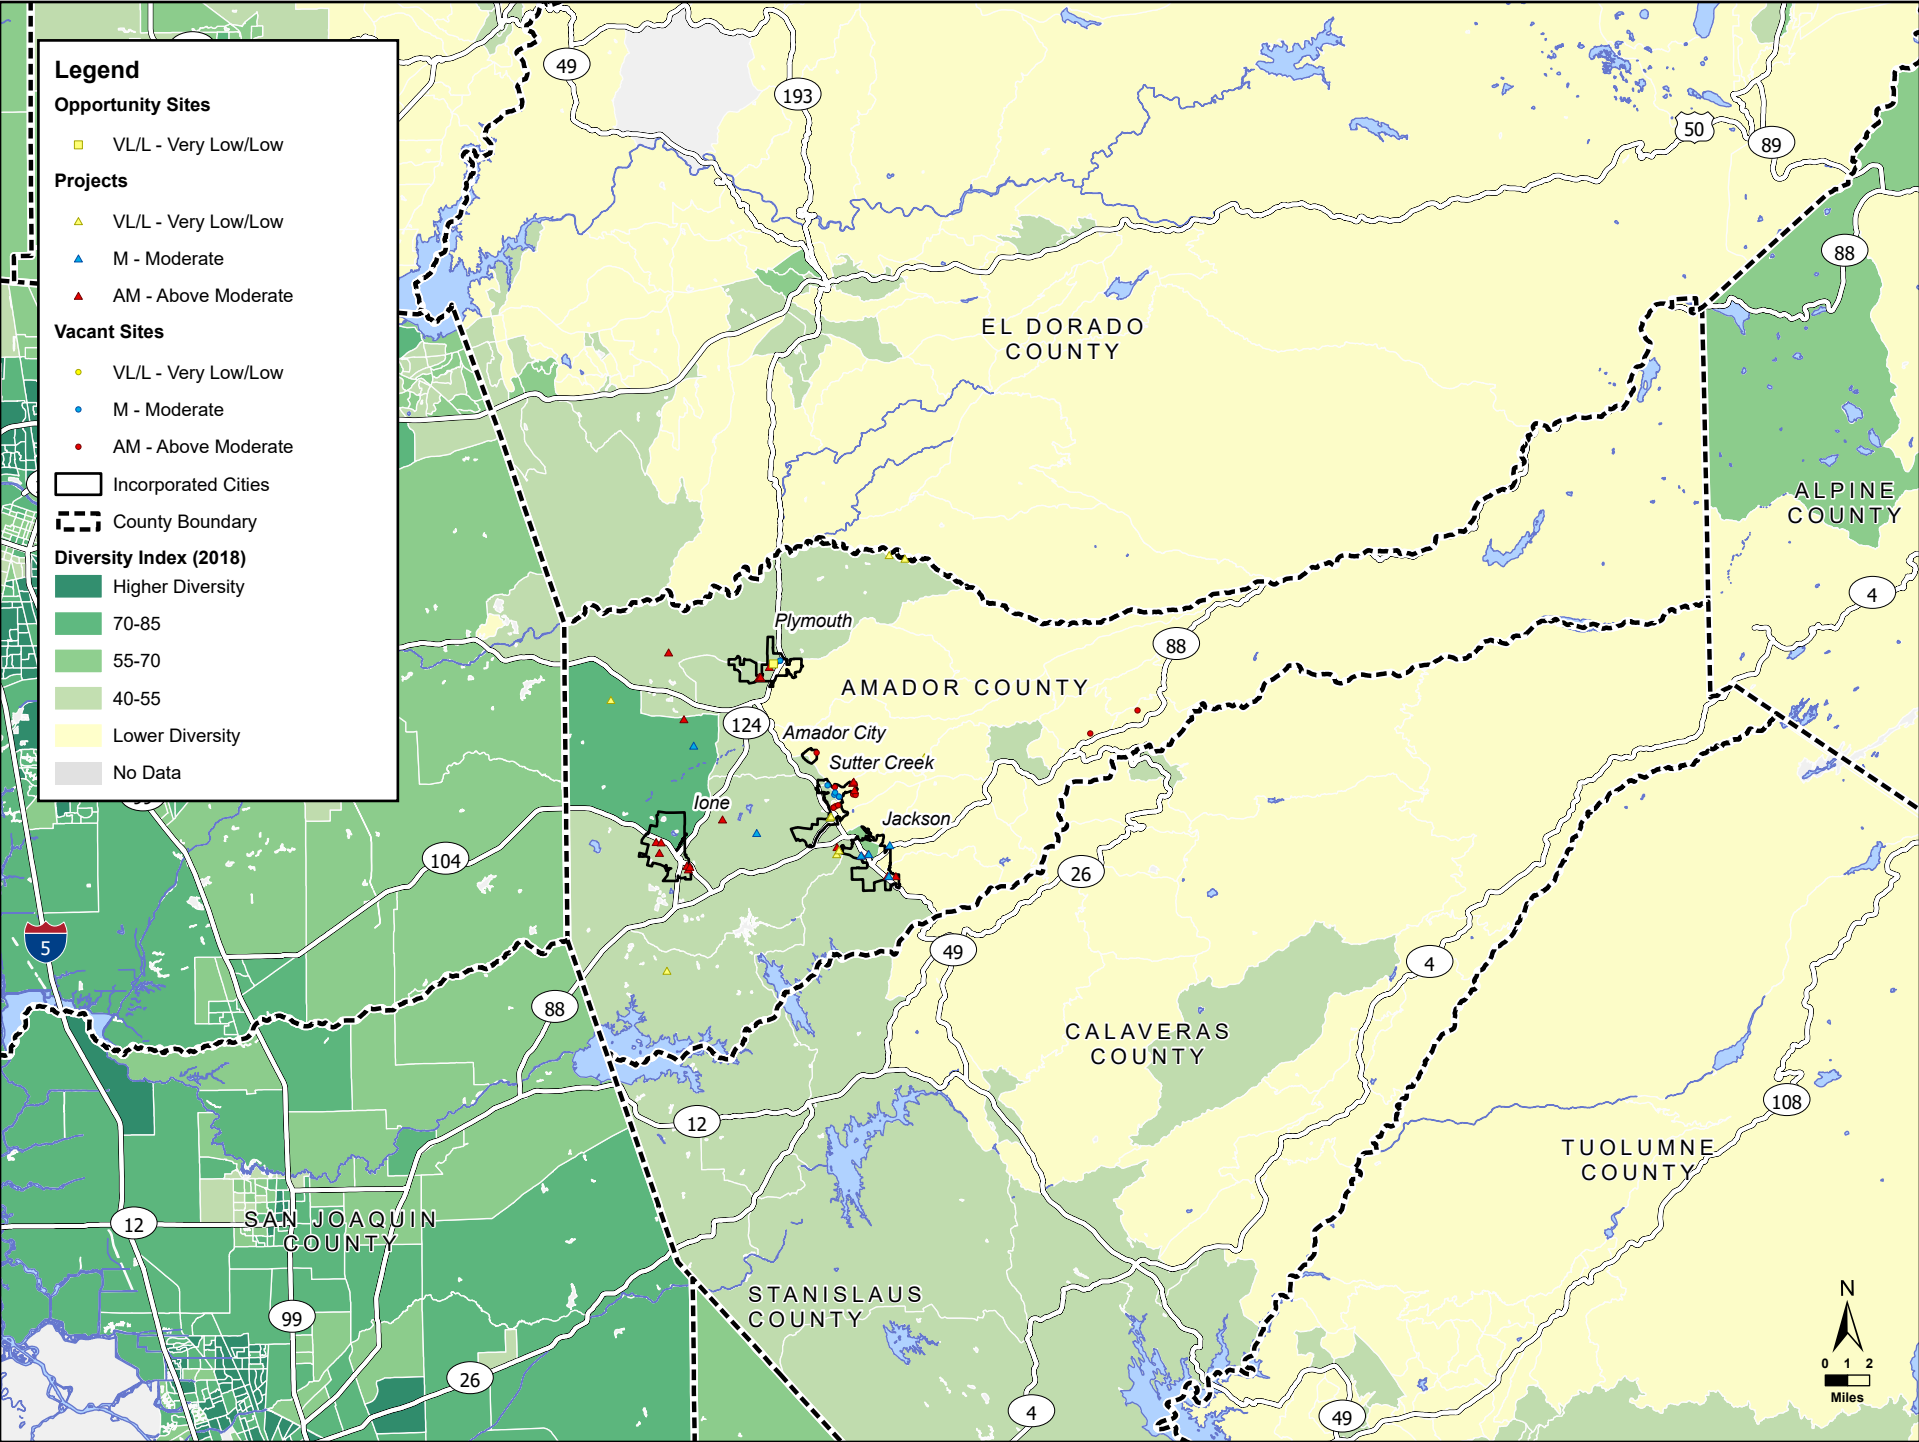 Legend
Opportunity Sites
VL/L - Very Low/Low
Projects
VL/L - Very Low/Low
M - Moderate
AM - Above Moderate
Vacant Sites
VL/L - Very Low/Low
M - Moderate
AM - Above Moderate
Incorporated Cities
County Boundary
Diversity Index (2018)
Higher Diversity
70-85
55-70
40-55
Lower Diversity
No Data
49
193
50
89
88
EL DORADO
COUNTY
ALPINE
COUNTY
4
Plymouth
88
AMADOR COUNTY
124
Amador City
Sutter Creek
Ione
Jackson
104
26
5
49
4
88
CALAVERAS
COUNTY
108
12
TUOLUMNE
COUNTY
12
SAN JOAQUIN
COUNTY
STANISLAUS
COUNTY
99
26
4
49
N
0 1 2
Miles